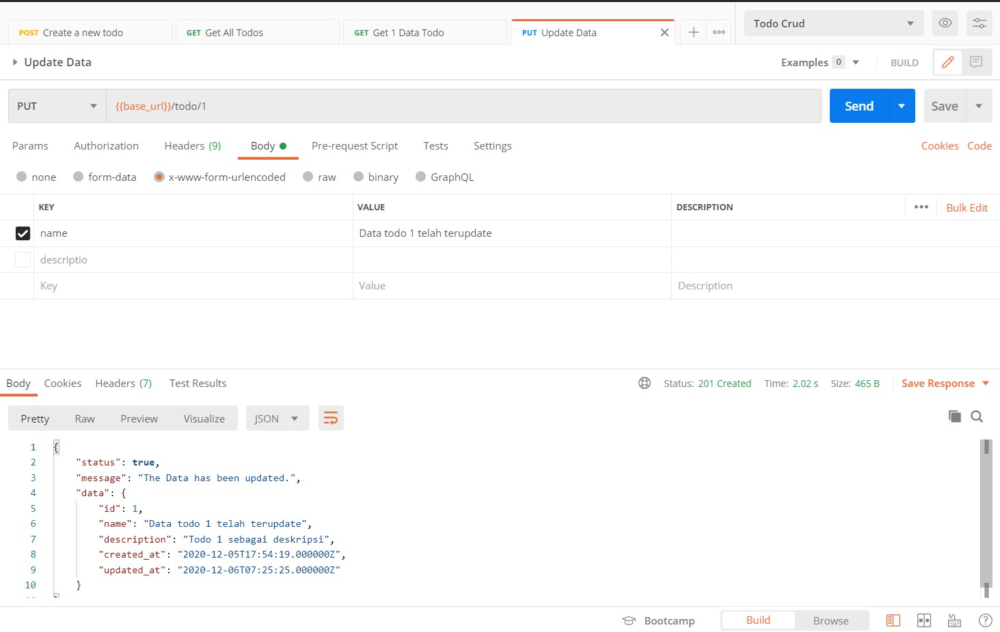 POST Create a new todo GET Get All Todos GET Get 1 Data Todo PUT Update Data Todo Crud
Update Data Examples 0 BUILD
PUT {{base_url}}/todo/1 Send Save
Params Authorization Headers (9) Body Pre-request Script Tests Settings Cookies Code
none form-data x-www-form-urlencoded raw binary GraphQL
KEY VALUE DESCRIPTION Bulk Edit
name Data todo 1 telah terupdate
descriptio
Key Value Description
Body Cookies Headers (7) Test Results Status: 201 Created Time: 2.02 s Size: 465 B Save Response
Pretty Raw Preview Visualize JSON
1 {
2 "status": true,
3 "message": "The Data has been updated.",
4 "data": {
5 "id": 1,
6 "name": "Data todo 1 telah terupdate",
7 "description": "Todo 1 sebagai deskripsi",
8 "created_at": "2020-12-05T17:54:19.000000Z",
9 "updated_at": "2020-12-06T07:25:25.000000Z"
10 }
Bootcamp Build Browse